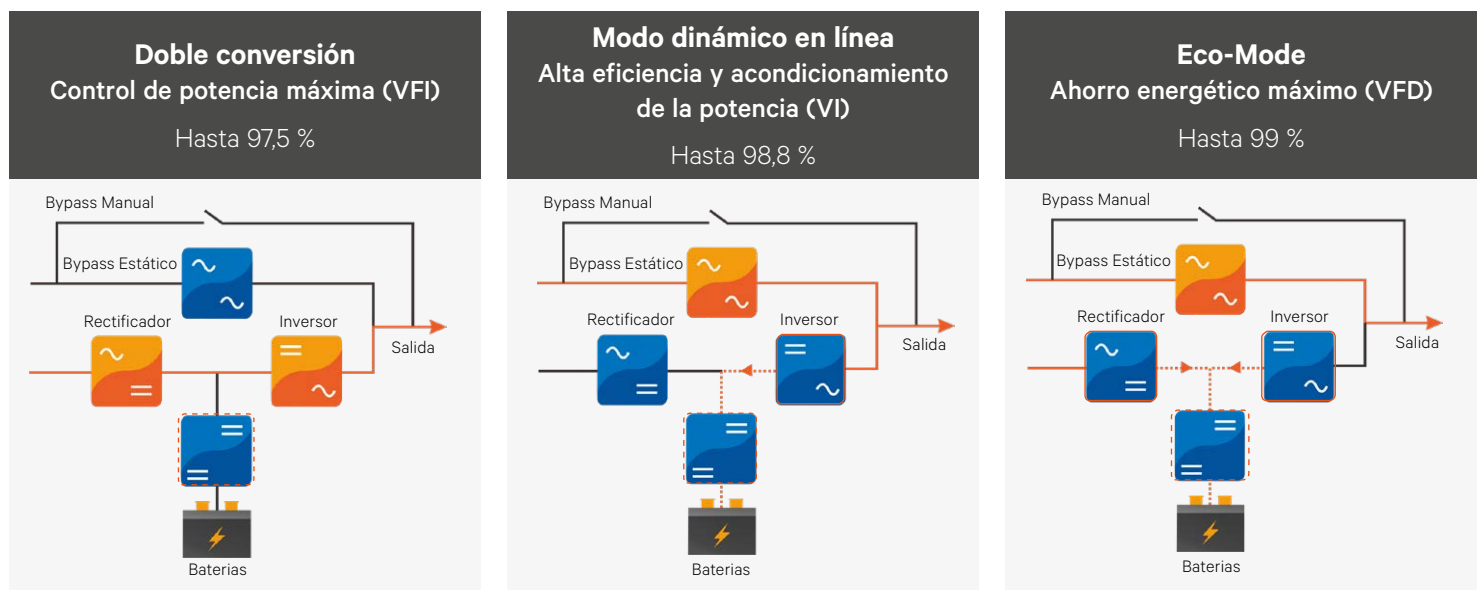 Doble conversión
Control de potencia máxima (VFI)
Hasta 97,5 %
Bypass Manual
Bypass Estático
Rectificador
Inversor
Salida
Baterias
Modo dinámico en línea
Alta eficiencia y acondicionamiento
de la potencia (VI)
Hasta 98,8 %
Bypass Manual
Bypass Estático
Rectificador
Inversor
Salida
Baterias
Eco-Mode
Ahorro energético máximo (VFD)
Hasta 99 %
Bypass Manual
Bypass Estático
Rectificador
Inversor
Salida
Baterias